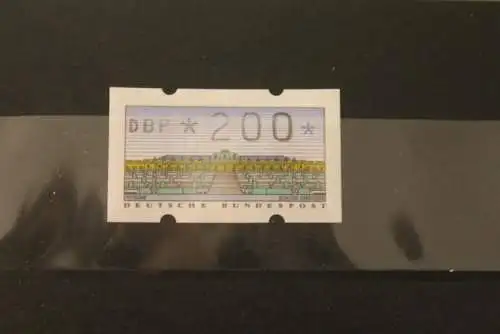 DBP * 200 *
DEUTSCHE BUNDESPOST